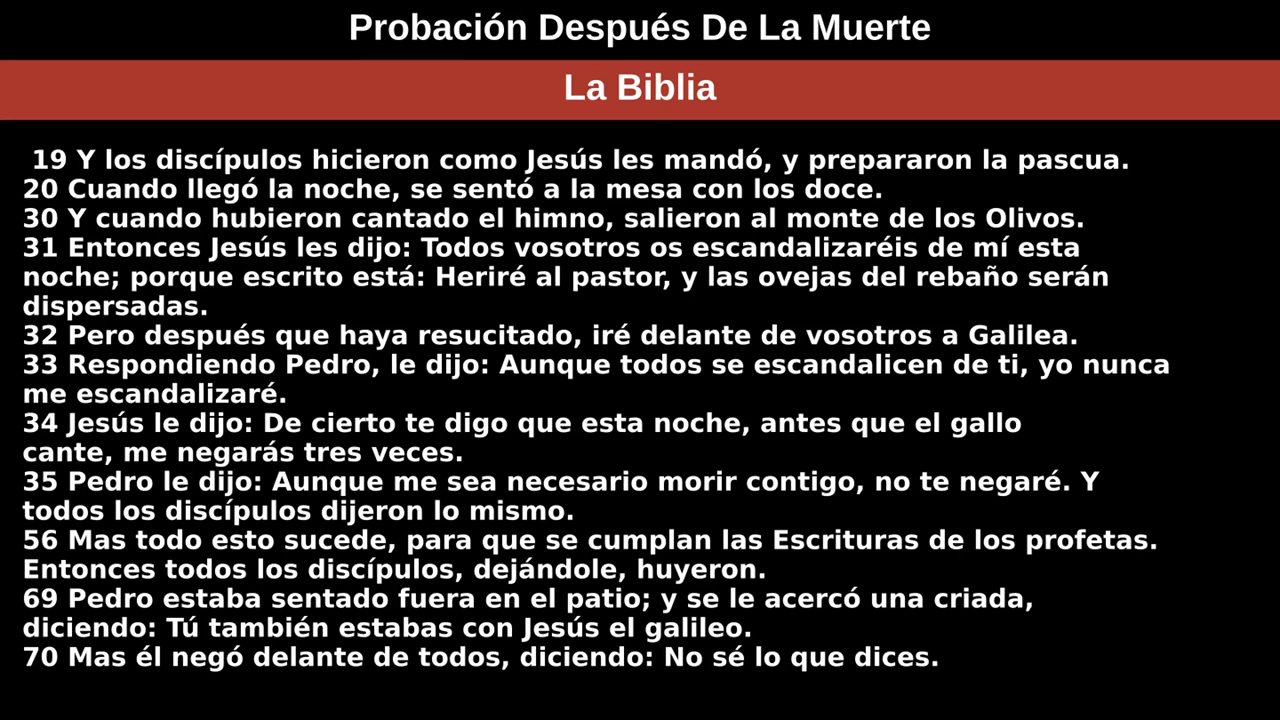 Probación Después De La Muerte
La Biblia
19 Y los discípulos hicieron como Jesús les mandó, y prepararon la pascua.
20 Cuando llegó la noche, se sentó a la mesa con los doce.
30 Y cuando hubieron cantado el himno, salieron al monte de los Olivos.
31 Entonces Jesús les dijo: Todos vosotros os escandalizaréis de mí esta
noche; porque escrito está: Heriré al pastor, y las ovejas del rebaño serán
dispersadas.
32 Pero después que haya resucitado, iré delante de vosotros a Galilea.
33 Respondiendo Pedro, le dijo: Aunque todos se escandalicen de ti, yo nunca
me escandalizaré.
34 Jesús le dijo: De cierto te digo que esta noche, antes que el gallo
cante, me negarás tres veces.
35 Pedro le dijo: Aunque me sea necesario morir contigo, no te negaré. Y
todos los discípulos dijeron lo mismo.
56 Mas todo esto sucede, para que se cumplan las Escrituras de los profetas.
Entonces todos los discípulos, dejándole, huyeron.
69 Pedro estaba sentado fuera en el patio; y se le acercó una criada,
diciendo: Tú también estabas con Jesús el galileo.
70 Mas él negó delante de todos, diciendo: No sé lo que dices.